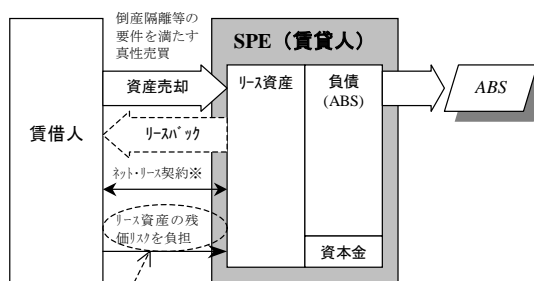 倒産隔離等の
要件を満たす
真性売買
SPE（賃貸人）
資産売却
リース資産
負債
(ABS)
ABS
賃借人
リースバック
ネット・リース契約※
リース資産の残
価リスクを負担
資本金